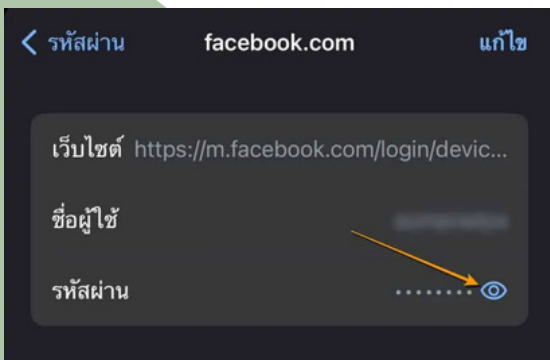 รหัสผ่าน facebook.com แก้ไข
เว็บไซต์ https://m.facebook.com/login/devic...
ชื่อผู้ใช้
รหัสผ่าน ••••••••